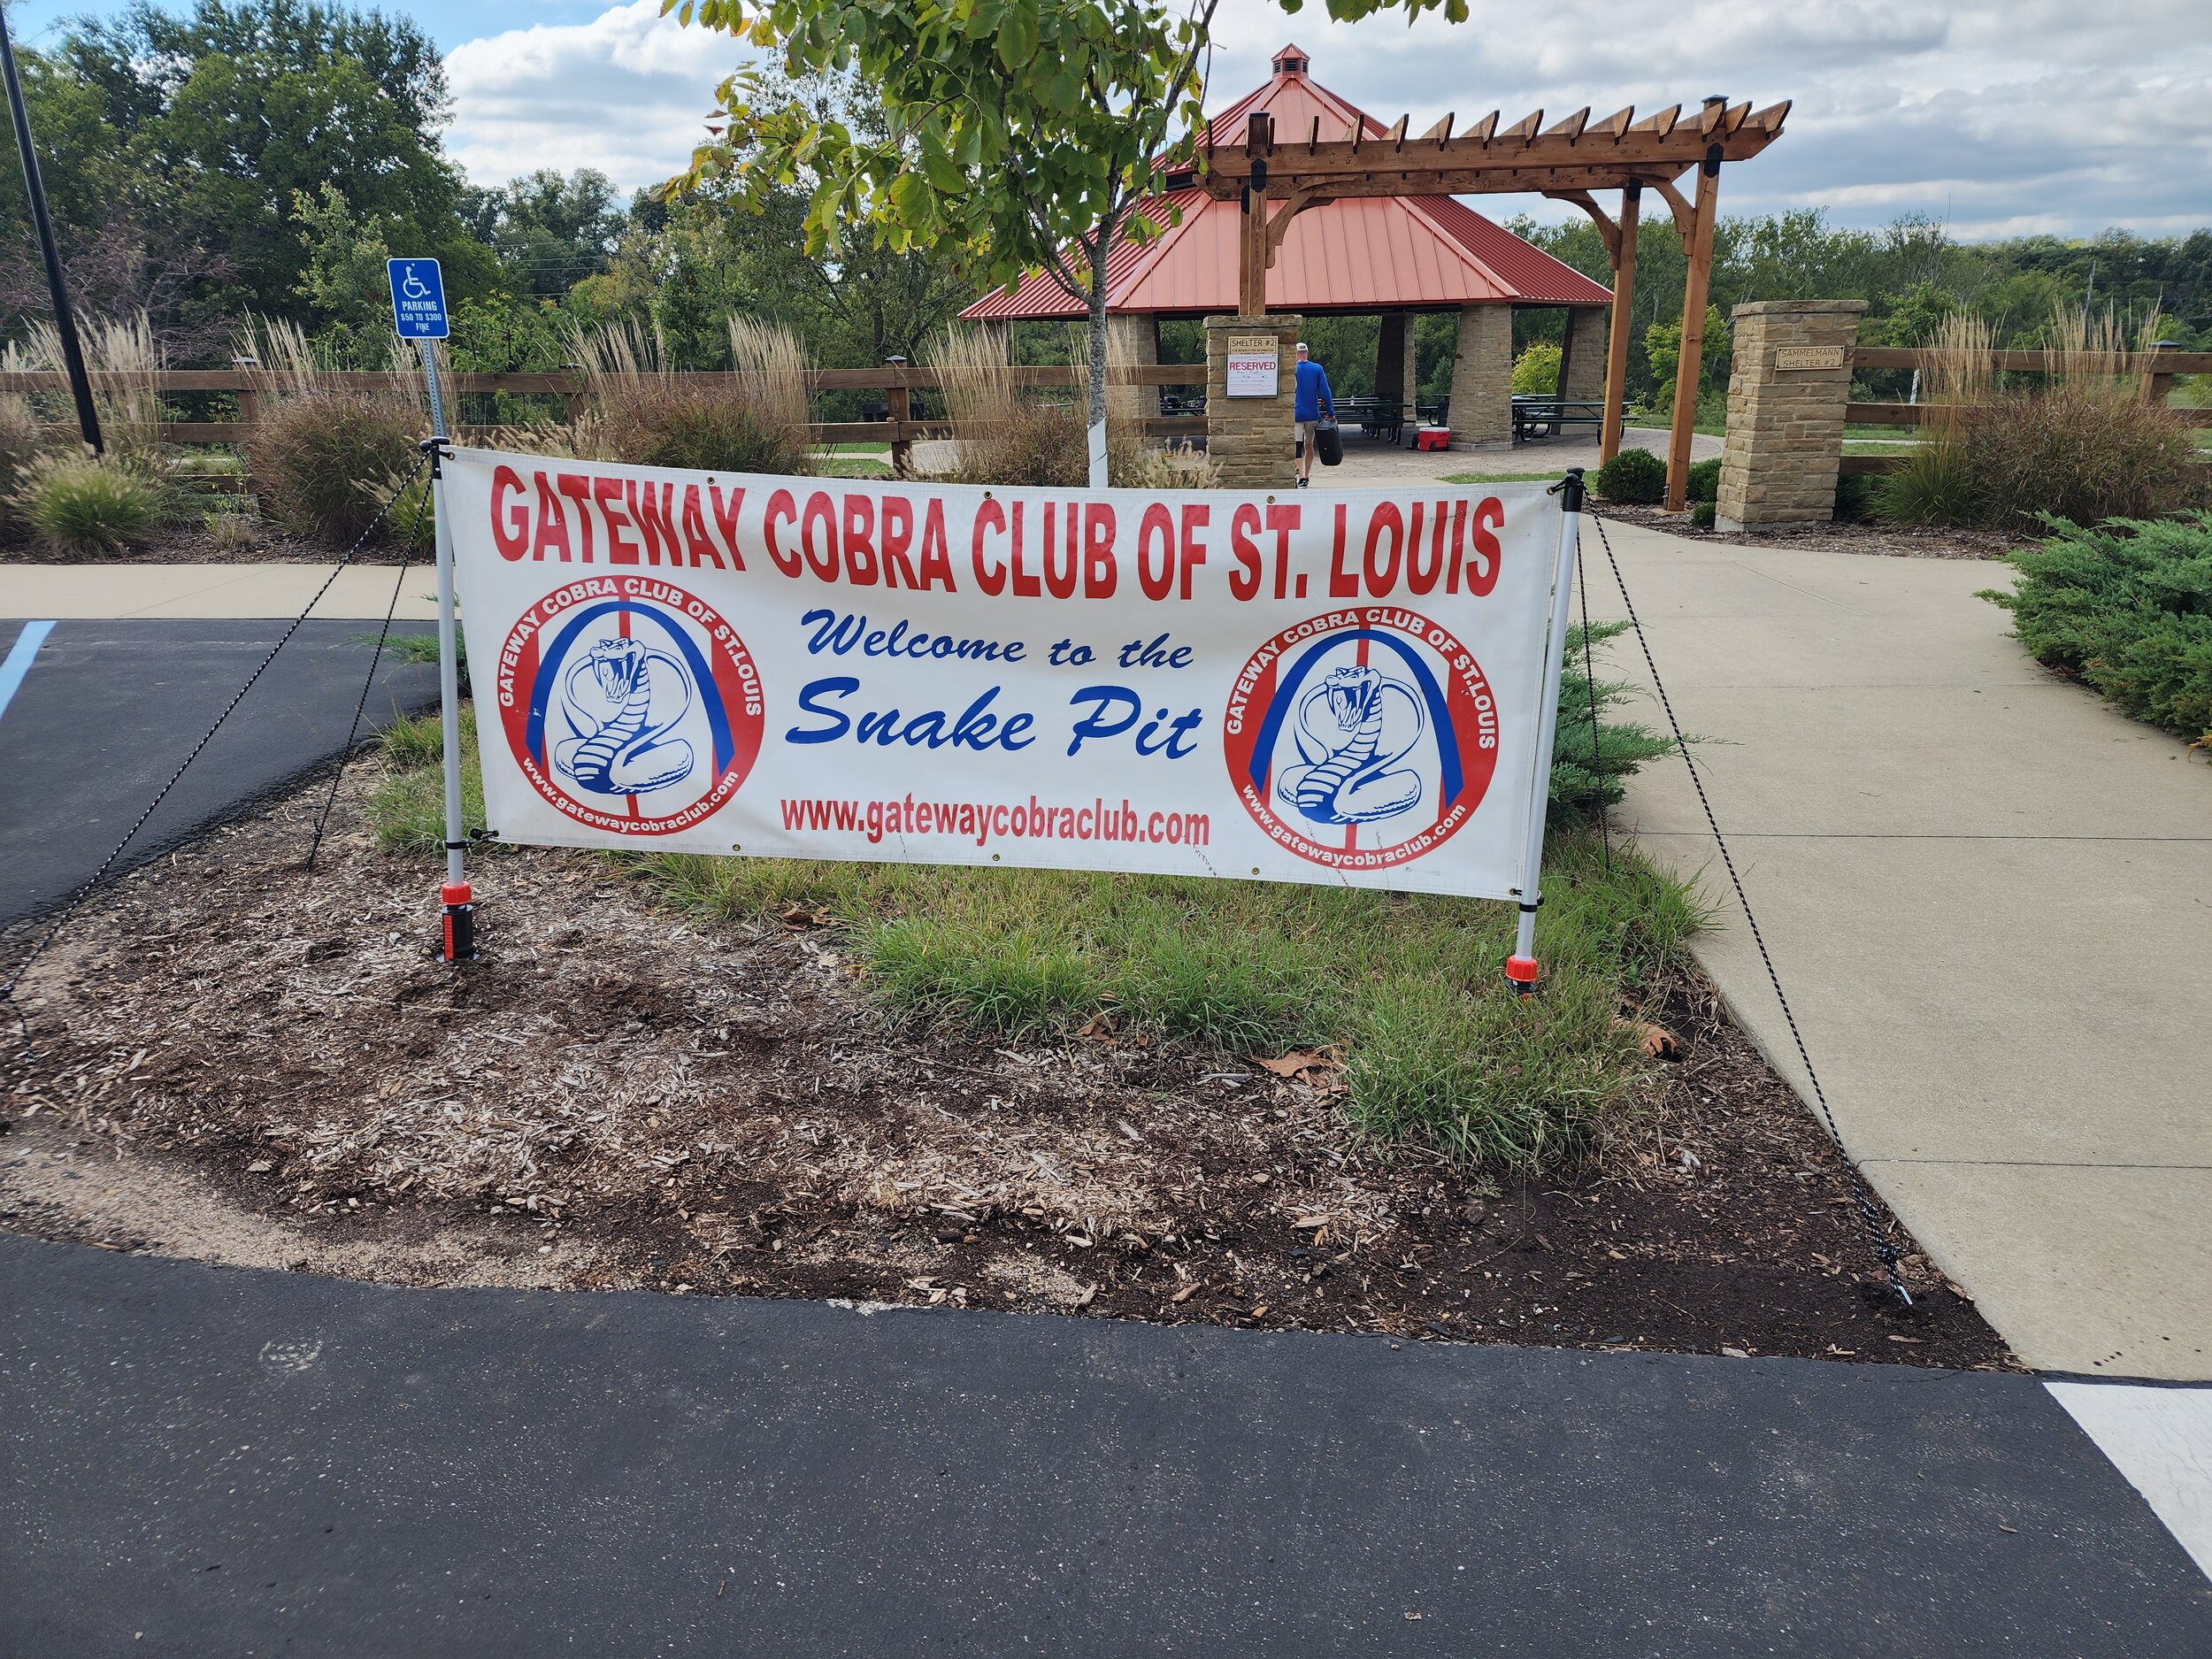 PARKING
$50 TO $300
FINE
SHELTER #2
RESERVED
SAMMELMANN
SHELTER #2
GATEWAY COBRA CLUB OF ST. LOUIS
GATEWAY COBRA CLUB OF ST.LOUIS
www.gatewaycobraclub.com
Welcome to the
Snake Pit
www.gatewaycobraclub.com
GATEWAY COBRA CLUB OF ST.LOUIS
www.gatewaycobraclub.com